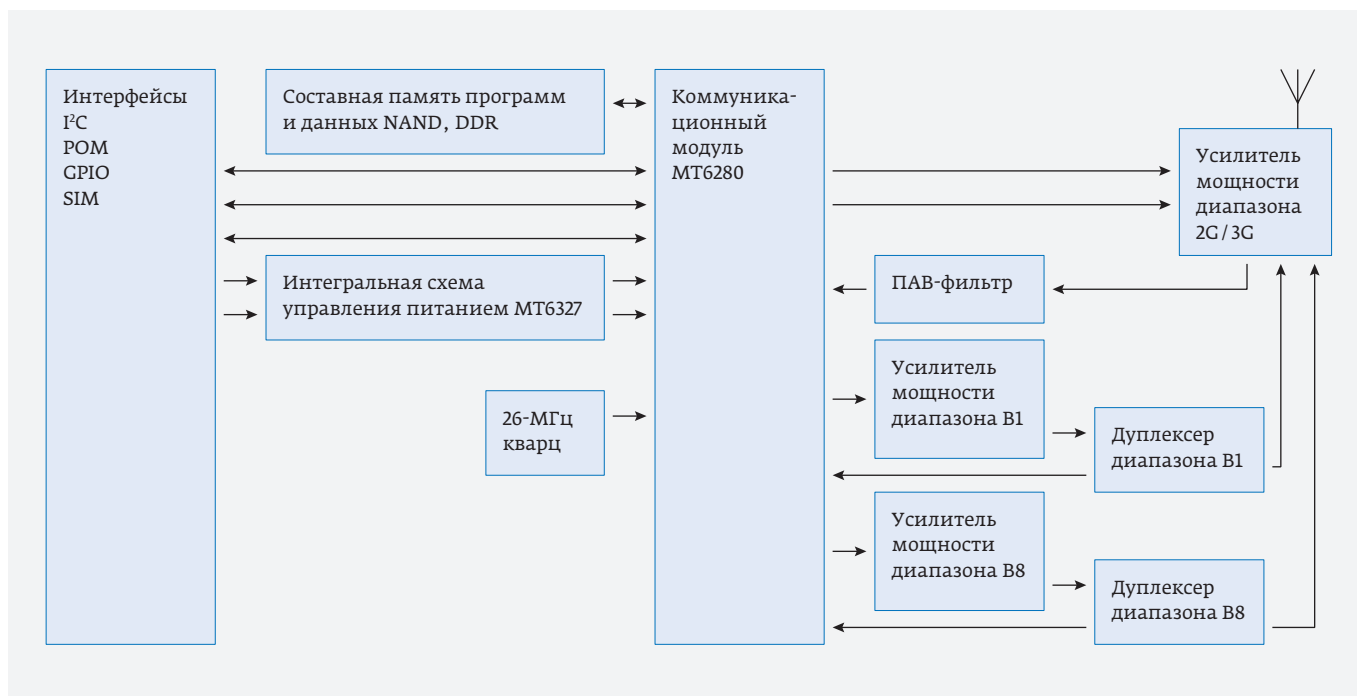 Интерфейсы
I²C
POM
GPIO
SIM
Составная память программ
и данных NAND, DDR
Интегральная схема
управления питанием MT6327
26-МГц
кварц
Коммуника-
ционный
модуль
MT6280
Усилитель
мощности
диапазона
2G/3G
ПАВ-фильтр
Усилитель
мощности
диапазона B1
Дуплексер
диапазона B1
Усилитель
мощности
диапазона B8
Дуплексер
диапазона B8